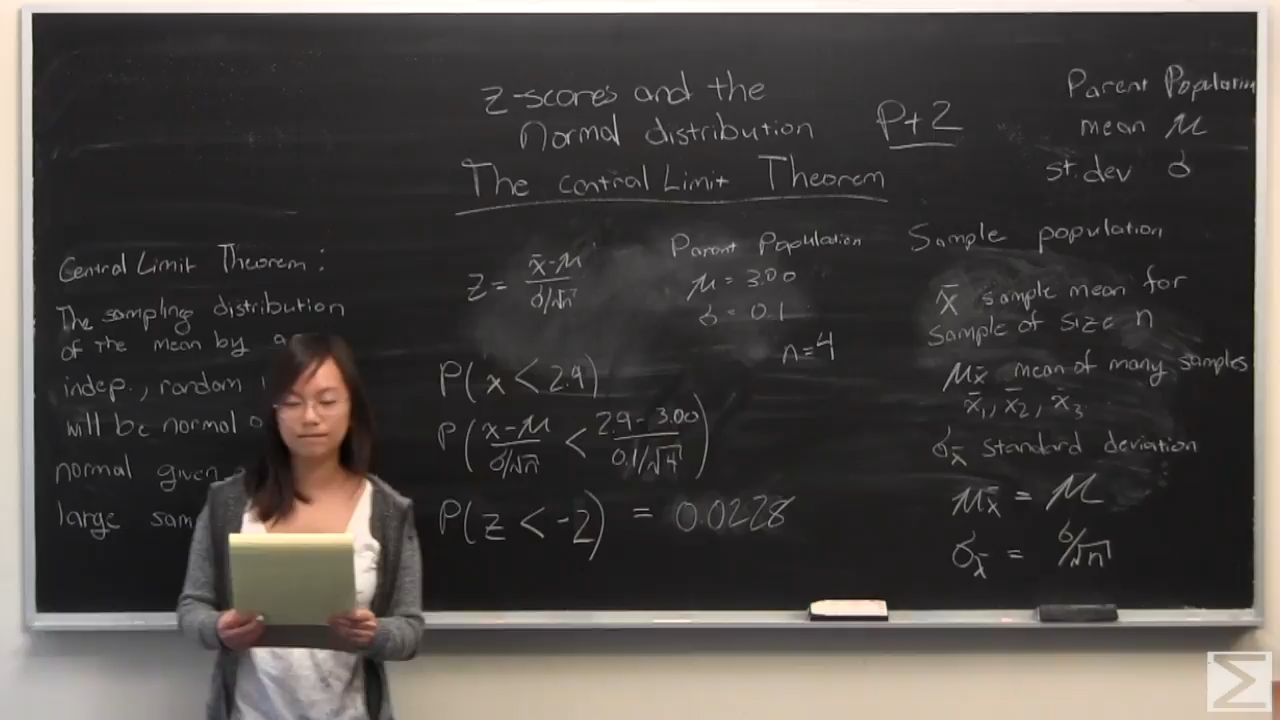 z-scores and the
Normal distribution
Pt 2
The Central Limit Theorem
Central Limit Theorem:
The sampling distribution
of the mean by a
indep., random
will be normal o
normal given
large sam
z = x̄-μ / σ/√n
Parent Population
μ = 3.00
σ = 0.1
n=4
P(x < 2.9)
P(x-μ / σ/√n < 2.9-3.00 / 0.1/√4)
P(z < -2) = 0.0228
Parent Population
mean μ
st. dev σ
Sample population
x̄ sample mean for
sample of size n
μx̄ mean of many samples
x̄1, x̄2, x̄3
σx̄ standard deviation
μx̄ = μ
σx̄ = σ/√n
Σ